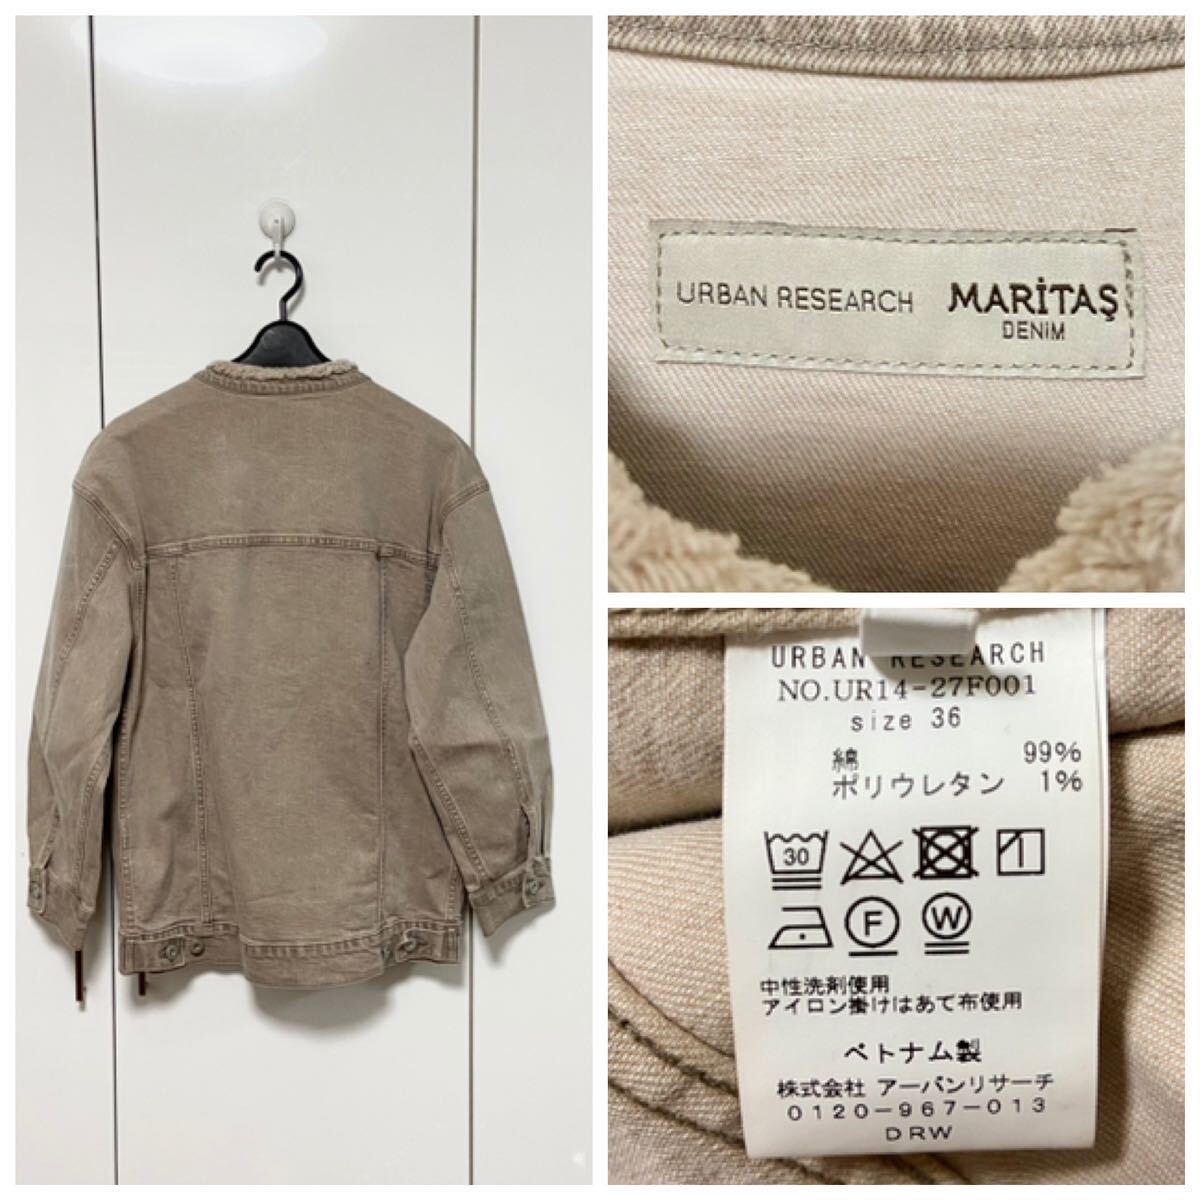 URBAN RESEARCH MARİTAŞ
DENİM
URBAN RESEARCH
NO.UR14-27F001
size 36
綿 99%
ポリウレタン 1%
30
F W
中性洗剤使用
アイロン掛けはあて布使用
ベトナム製
株式会社 アーバンリサーチ
0120-967-013
DRW